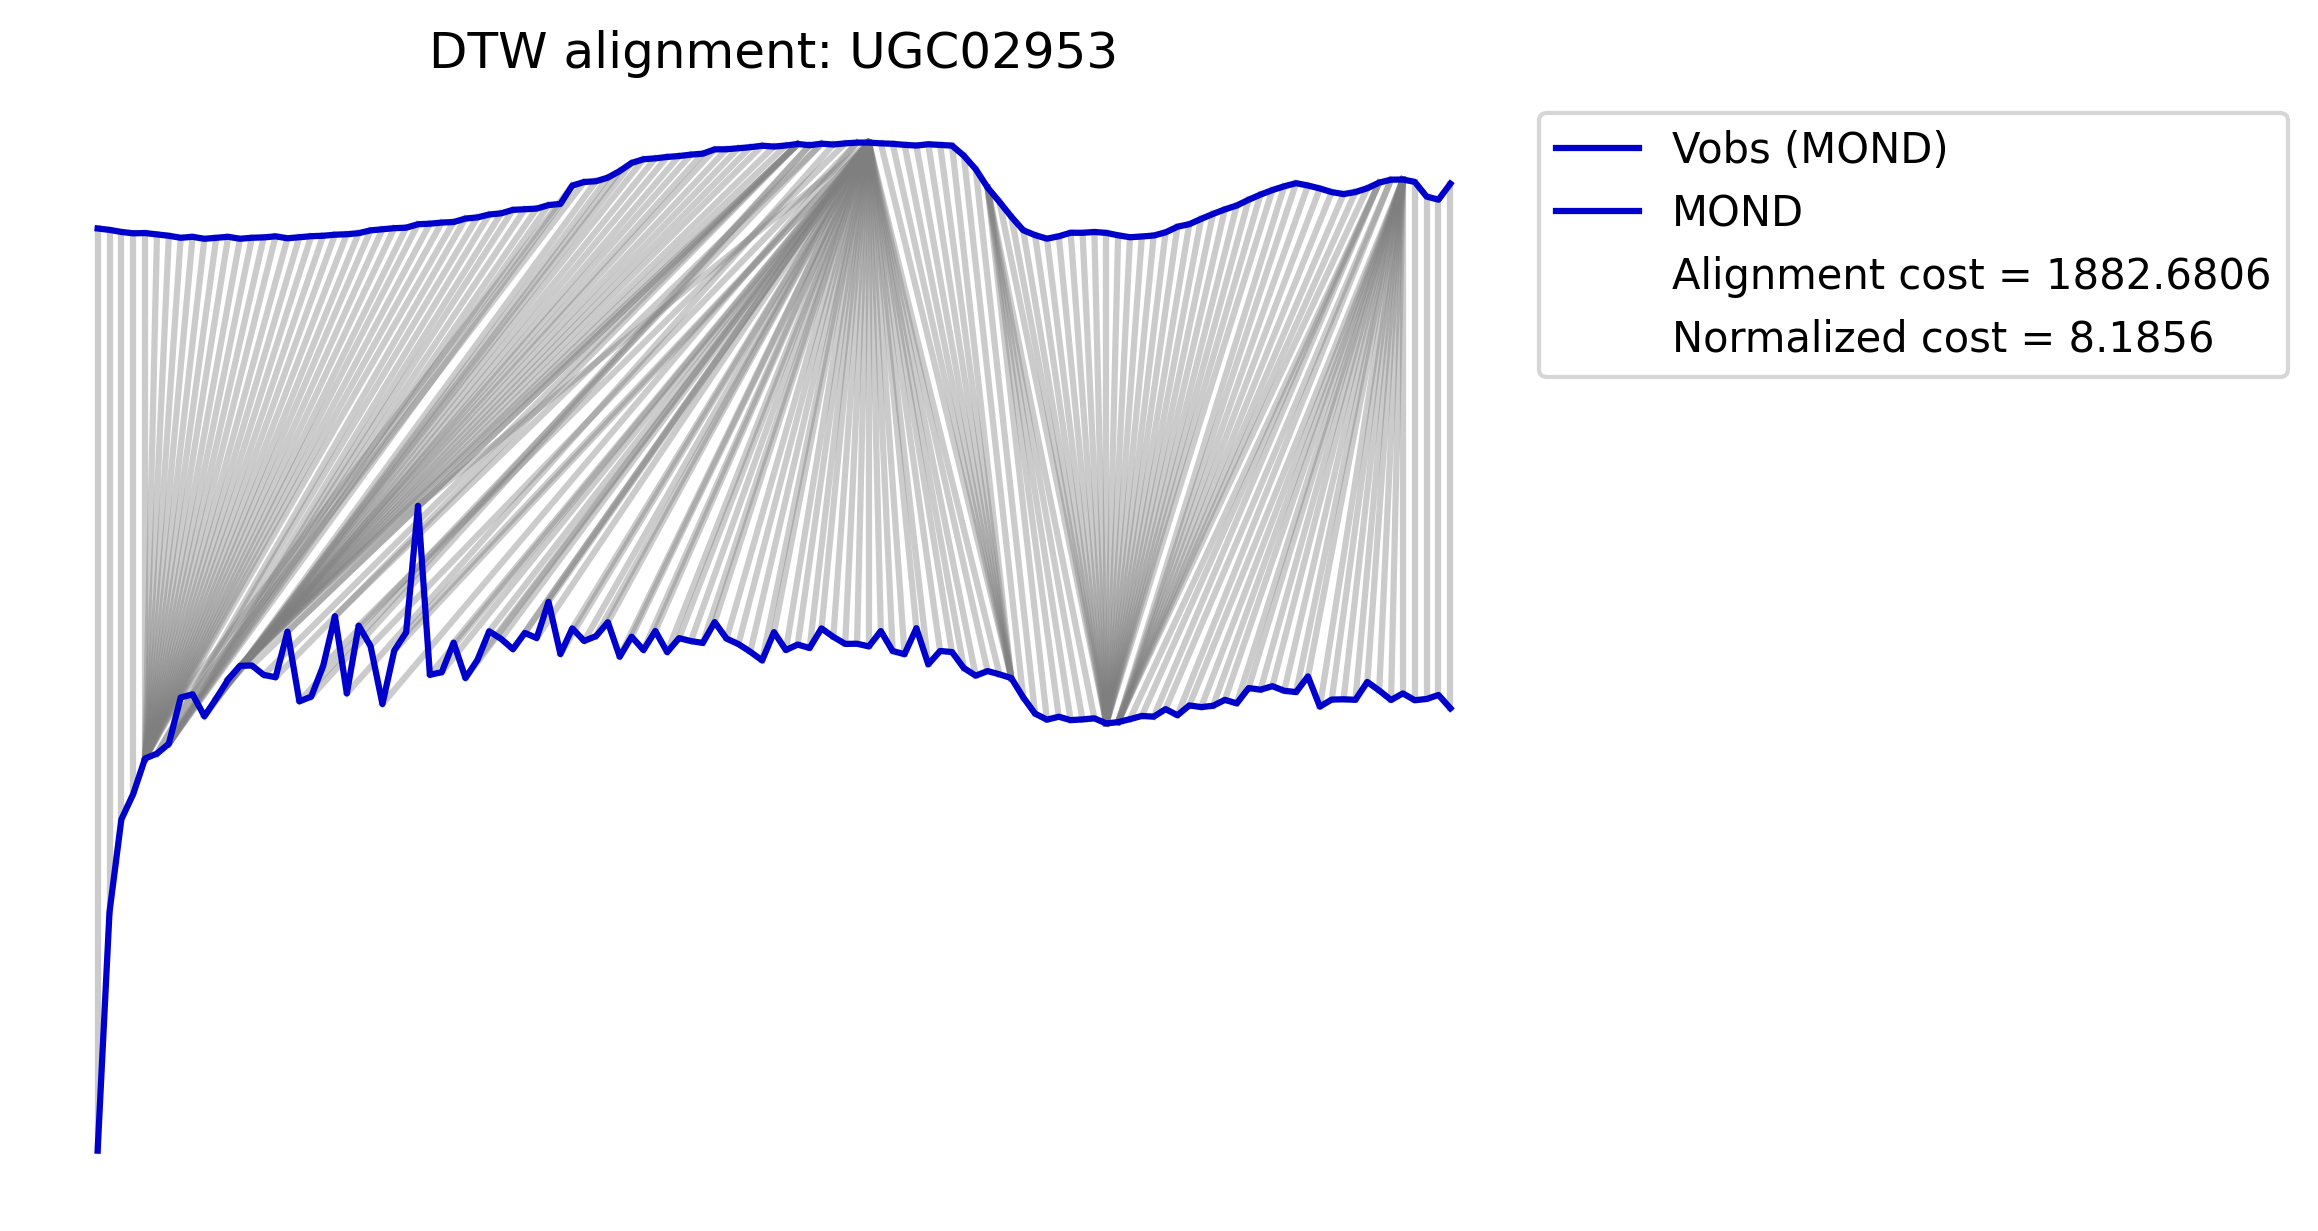 DTW alignment: UGC02953
Vobs (MOND)
MOND
Alignment cost = 1882.6806
Normalized cost = 8.1856